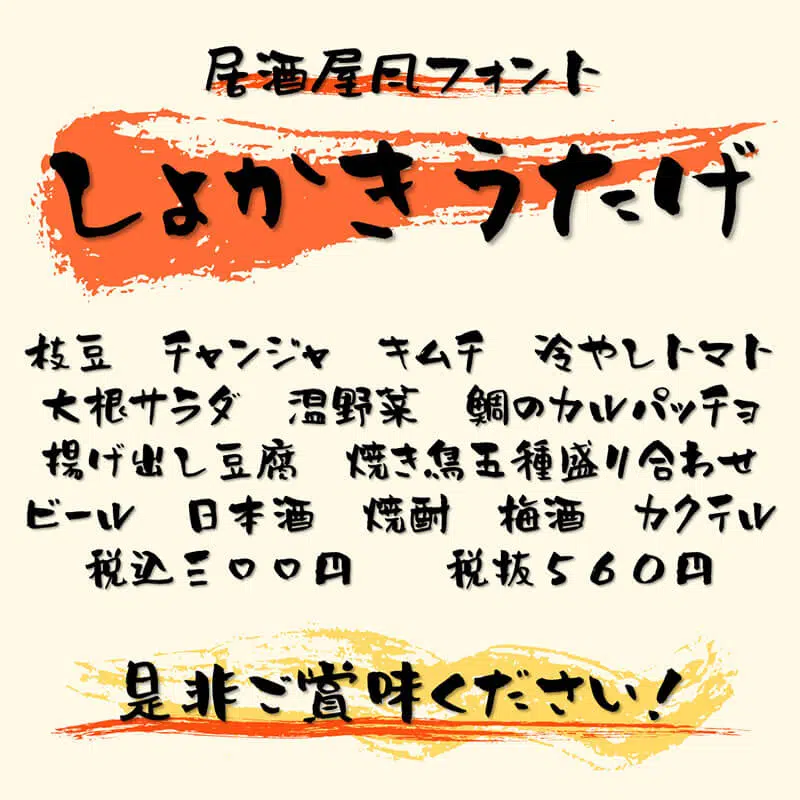 居酒屋風フォント
しょかきうたげ
枝豆　チャンジャ　キムチ　冷やしトマト
大根サラダ　温野菜　鯛のカルパッチョ
揚げ出し豆腐　焼き鳥五種盛り合わせ
ビール　日本酒　焼酎　梅酒　カクテル
税込三〇〇円　税抜５６０円
是非ご賞味ください！